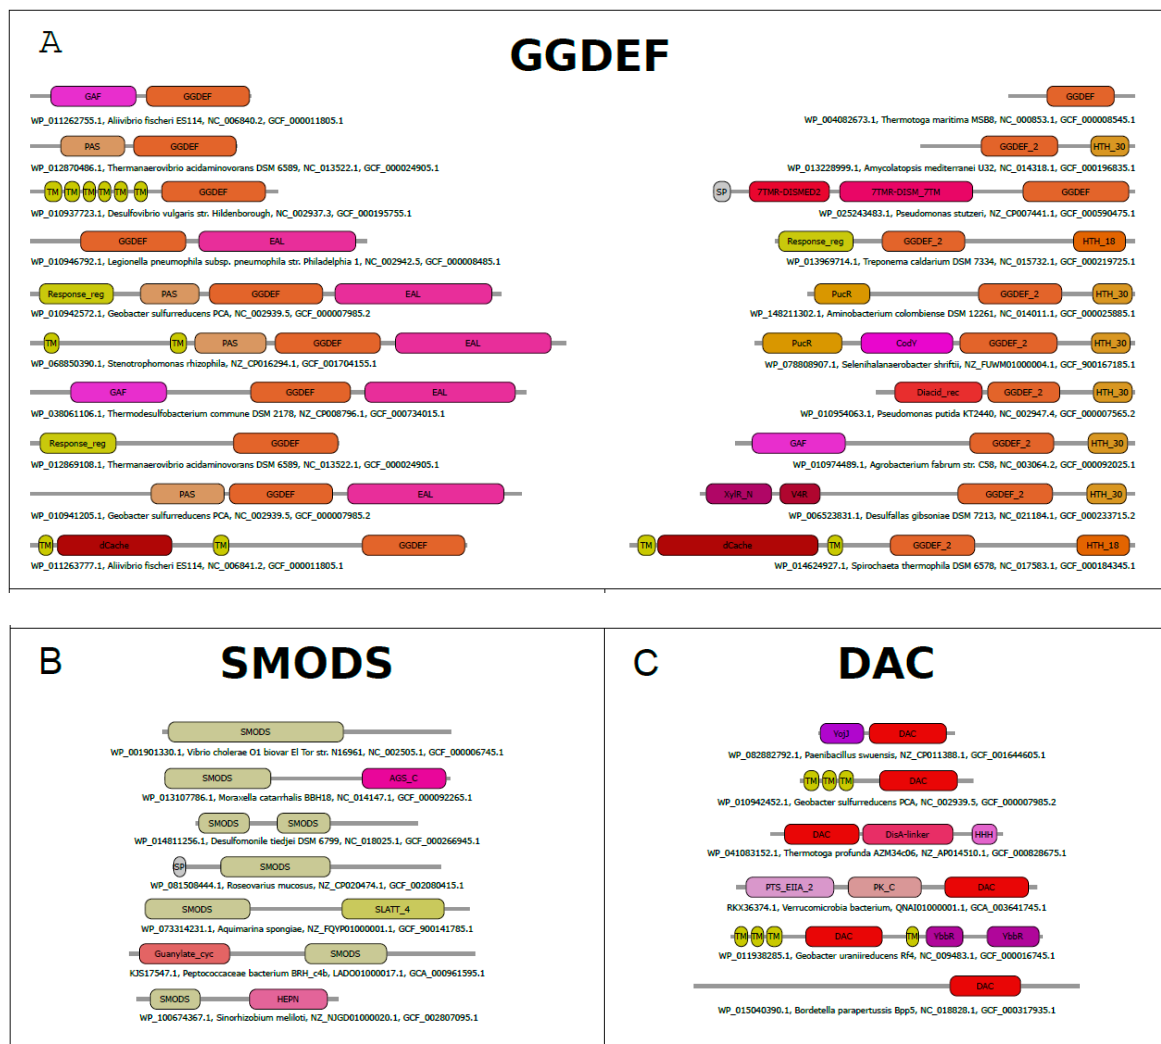 A
GGDEF
GAF GGDEF
WP_011262755.1, Aliivibrio fischeri ES114, NC_006840.2, GCF_000011805.1
PAS GGDEF
WP_012870486.1, Thermanaerovibrio acidaminovorans DSM 6589, NC_013522.1, GCF_000024905.1
TM TM TM TM TM TM GGDEF
WP_010937723.1, Desulfovibrio vulgaris str. Hildenborough, NC_002937.3, GCF_000195755.1
GGDEF EAL
WP_010946792.1, Legionella pneumophila subsp. pneumophila str. Philadelphia 1, NC_002942.5, GCF_000008485.1
Response_reg PAS GGDEF EAL
WP_010942572.1, Geobacter sulfurreducens PCA, NC_002939.5, GCF_000007985.2
TM TM PAS GGDEF EAL
WP_068850390.1, Stenotrophomonas rhizophila, NZ_CP016294.1, GCF_001704155.1
GAF GGDEF EAL
WP_038061106.1, Thermodesulfobacterium commune DSM 2178, NZ_CP008796.1, GCF_000734015.1
Response_reg GGDEF
WP_012869108.1, Thermanaerovibrio acidaminovorans DSM 6589, NC_013522.1, GCF_000024905.1
PAS GGDEF EAL
WP_010941205.1, Geobacter sulfurreducens PCA, NC_002939.5, GCF_000007985.2
TM dCache TM GGDEF
WP_011263777.1, Aliivibrio fischeri ES114, NC_006841.2, GCF_000011805.1
GGDEF
WP_004082673.1, Thermotoga maritima MSB8, NC_000853.1, GCF_000008545.1
GGDEF_2 HTH_30
WP_013228999.1, Amycolatopsis mediterranei U32, NC_014318.1, GCF_000196835.1
SP 7TMR-DISMED2 7TMR-DISM_7TM GGDEF
WP_025243483.1, Pseudomonas stutzeri, NZ_CP007441.1, GCF_000590475.1
Response_reg GGDEF_2 HTH_18
WP_013969714.1, Treponema caldarium DSM 7334, NC_015732.1, GCF_000219725.1
PucR GGDEF_2 HTH_30
WP_148211302.1, Aminobacterium colombiense DSM 12261, NC_014011.1, GCF_000025885.1
PucR CodY GGDEF_2 HTH_30
WP_078808907.1, Selenihalanaerobacter shriftii, NZ_FUWM01000004.1, GCF_900167185.1
Diacid_rec GGDEF_2 HTH_30
WP_010954063.1, Pseudomonas putida KT2440, NC_002947.4, GCF_000007565.2
GAF GGDEF_2 HTH_30
WP_010974489.1, Agrobacterium fabrum str. C58, NC_003064.2, GCF_000092025.1
XylR_N V4R GGDEF_2 HTH_30
WP_006523831.1, Desulfallas gibsoniae DSM 7213, NC_021184.1, GCF_000233715.2
TM dCache TM GGDEF_2 HTH_18
WP_014624927.1, Spirochaeta thermophila DSM 6578, NC_017583.1, GCF_000184345.1
B
SMODS
SMODS
WP_001901330.1, Vibrio cholerae O1 biovar El Tor str. N16961, NC_002505.1, GCF_000006745.1
SMODS AGS_C
WP_013107786.1, Moraxella catarrhalis BBH18, NC_014147.1, GCF_000092265.1
SMODS SMODS
WP_014811256.1, Desulfomonile tiedjei DSM 6799, NC_018025.1, GCF_000266945.1
SP SMODS
WP_081508444.1, Roseovarius mucosus, NZ_CP020474.1, GCF_002080415.1
SMODS SLATT_4
WP_073314231.1, Aquimarina spongiae, NZ_FQYP01000001.1, GCF_900141785.1
Guanylate_cyc SMODS
KJS17547.1, Peptococcaceae bacterium BRH_c4b, LADO01000017.1, GCA_000961595.1
SMODS HEPN
WP_100674367.1, Sinorhizobium meliloti, NZ_NJGD01000020.1, GCF_002807095.1
C
DAC
YojJ DAC
WP_082882792.1, Paenibacillus swuensis, NZ_CP011388.1, GCF_001644605.1
TM TM TM DAC
WP_010942452.1, Geobacter sulfurreducens PCA, NC_002939.5, GCF_000007985.2
DAC DisA-linker HHH
WP_041083152.1, Thermotoga profunda AZM34c06, NZ_AP014510.1, GCF_000828675.1
PTS_EIIA_2 PK_C DAC
RKX36374.1, Verrucomicrobia bacterium, QNAI01000001.1, GCA_003641745.1
TM TM TM DAC TM YbbR YbbR
WP_011938285.1, Geobacter uraniireducens Rf4, NC_009483.1, GCF_000016745.1
DAC
WP_015040390.1, Bordetella parapertussis Bpp5, NC_018828.1, GCF_000317935.1